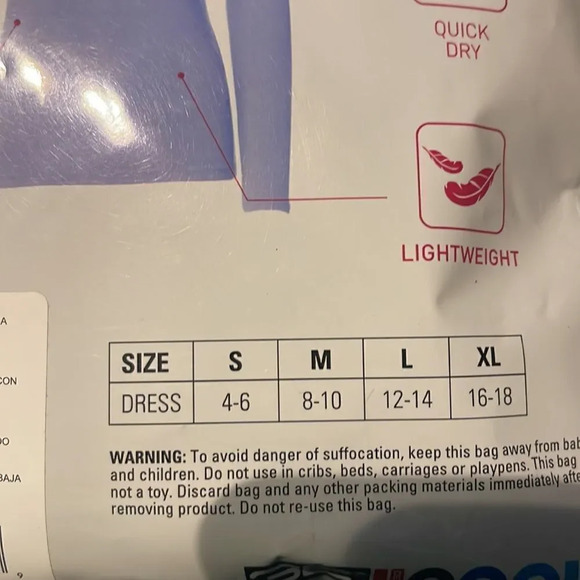 QUICK
DRY
LIGHTWEIGHT
A
CON
DO
BAJA
SIZE S M L XL
DRESS 4-6 8-10 12-14 16-18
WARNING: To avoid danger of suffocation, keep this bag away from bab
and children. Do not use in cribs, beds, carriages or playpens. This bag
not a toy. Discard bag and any other packing materials immediately afte
removing product. Do not re-use this bag.
9